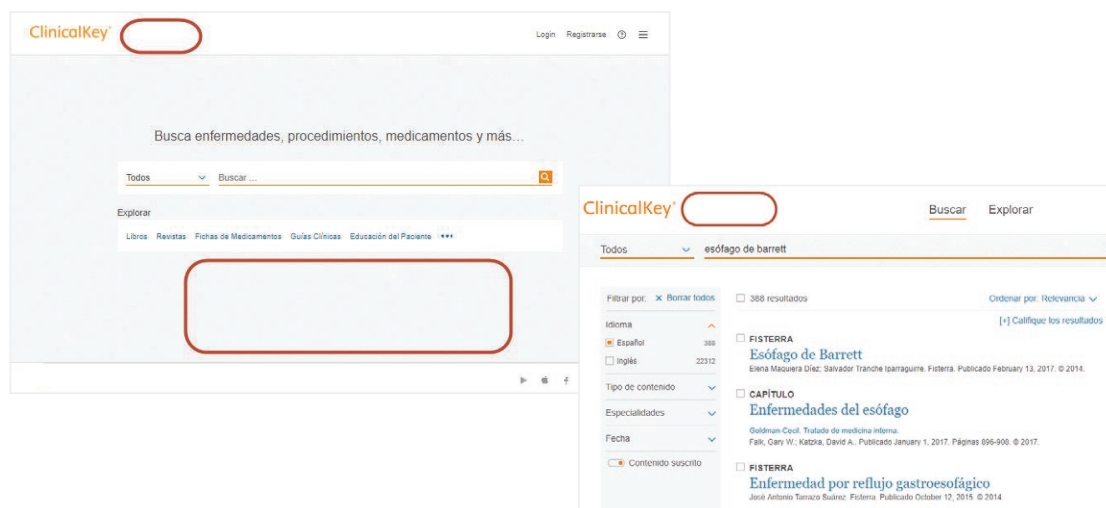 ClinicalKey
Login Registrarse
Busca enfermedades, procedimientos, medicamentos y más...
Todos Buscar ...
Explorar
Libros Revistas Fichas de Medicamentos Guías Clínicas Educación del Paciente •••
ClinicalKey
Buscar Explorar
Todos esófago de barrett
Filtrar por: × Borrar todos
Idioma
Español 388
Inglés 22312
Tipo de contenido
Especialidades
Fecha
Contenido suscrito
388 resultados Ordenar por: Relevancia
[+] Califique los resultados
FISTERRA
Esófago de Barrett
Elena Maquiera Díez; Salvador Tranche Iparraguirre. Fisterra. Publicado February 13, 2017. © 2014.
CAPÍTULO
Enfermedades del esófago
Goldman-Cecil. Tratado de medicina interna.
Falk, Gary W.; Katzka, David A.. Publicado January 1, 2017. Páginas 896-908. © 2017.
FISTERRA
Enfermedad por reflujo gastroesofágico
José Antonio Tarrazo Suárez. Fisterra. Publicado October 12, 2015. © 2014.